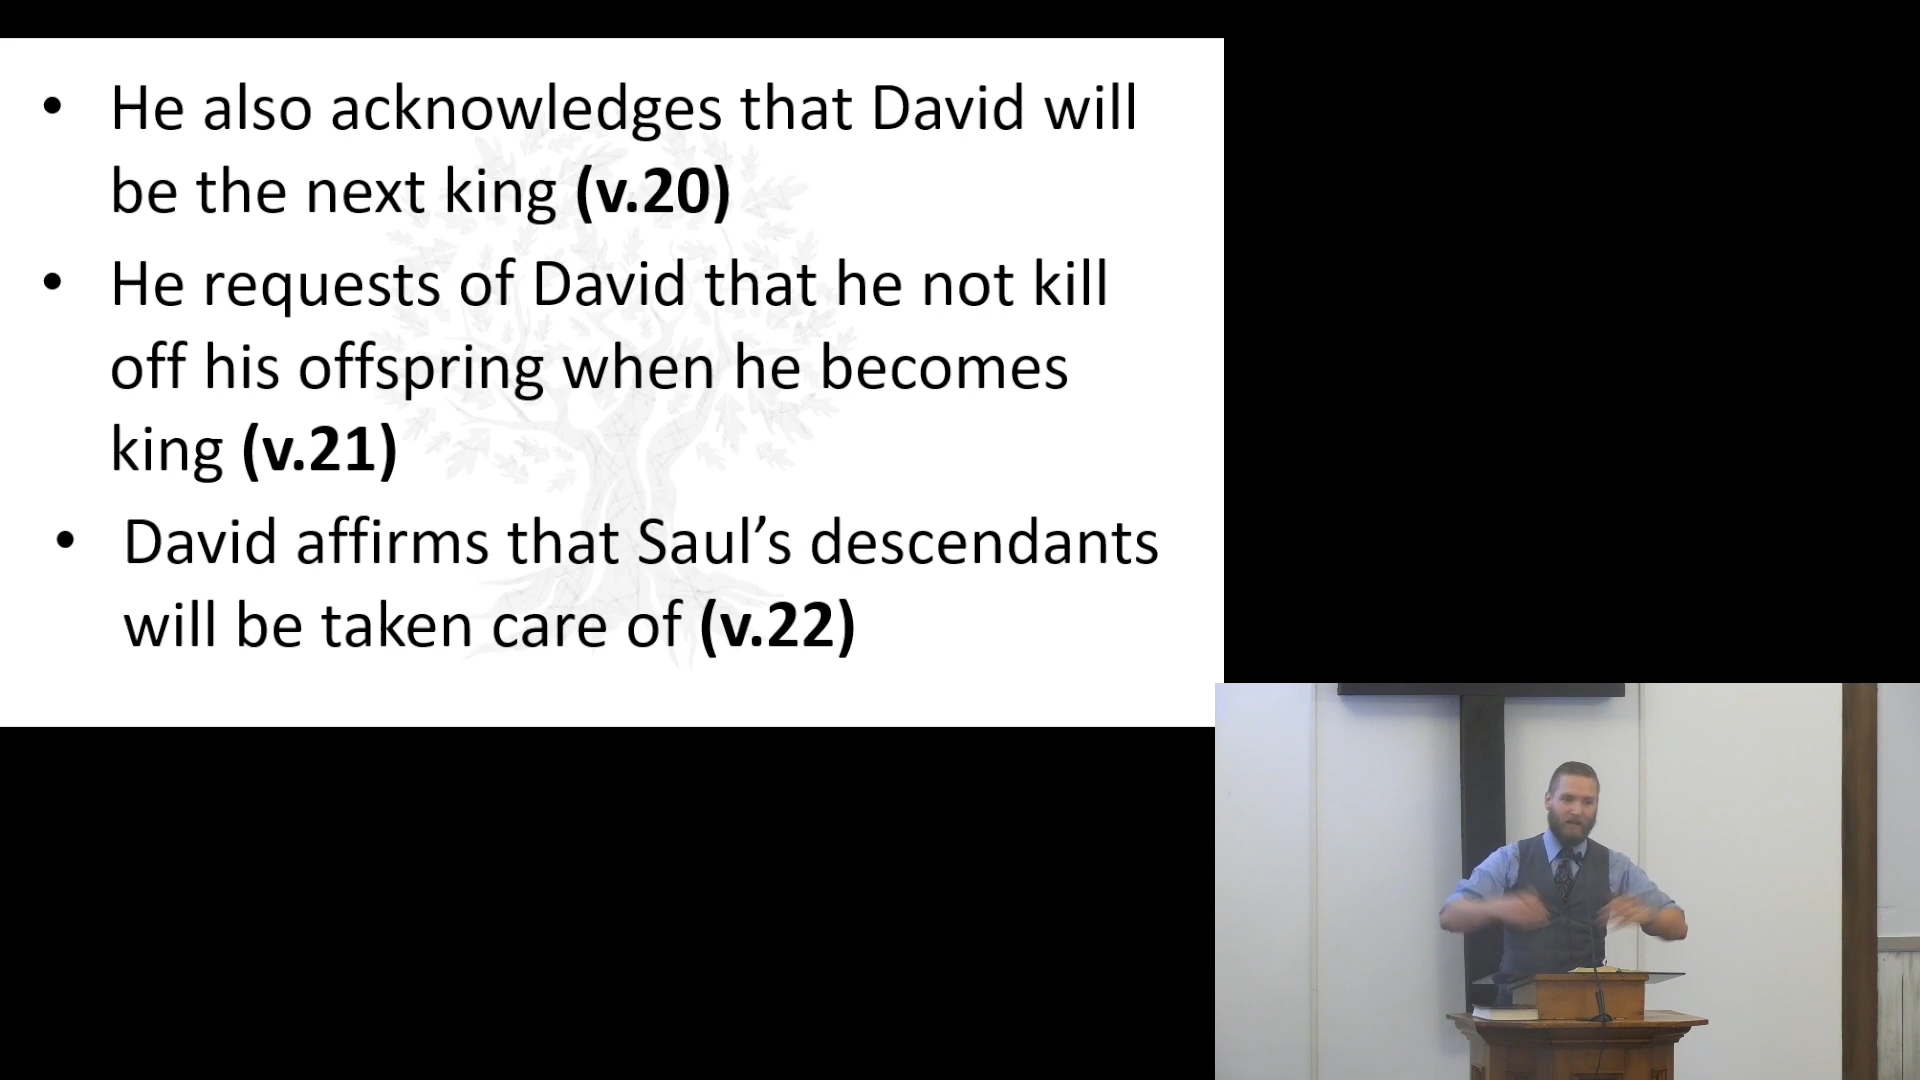 • He also acknowledges that David will
be the next king (v.20)
• He requests of David that he not kill
off his offspring when he becomes
king (v.21)
• David affirms that Saul’s descendants
will be taken care of (v.22)